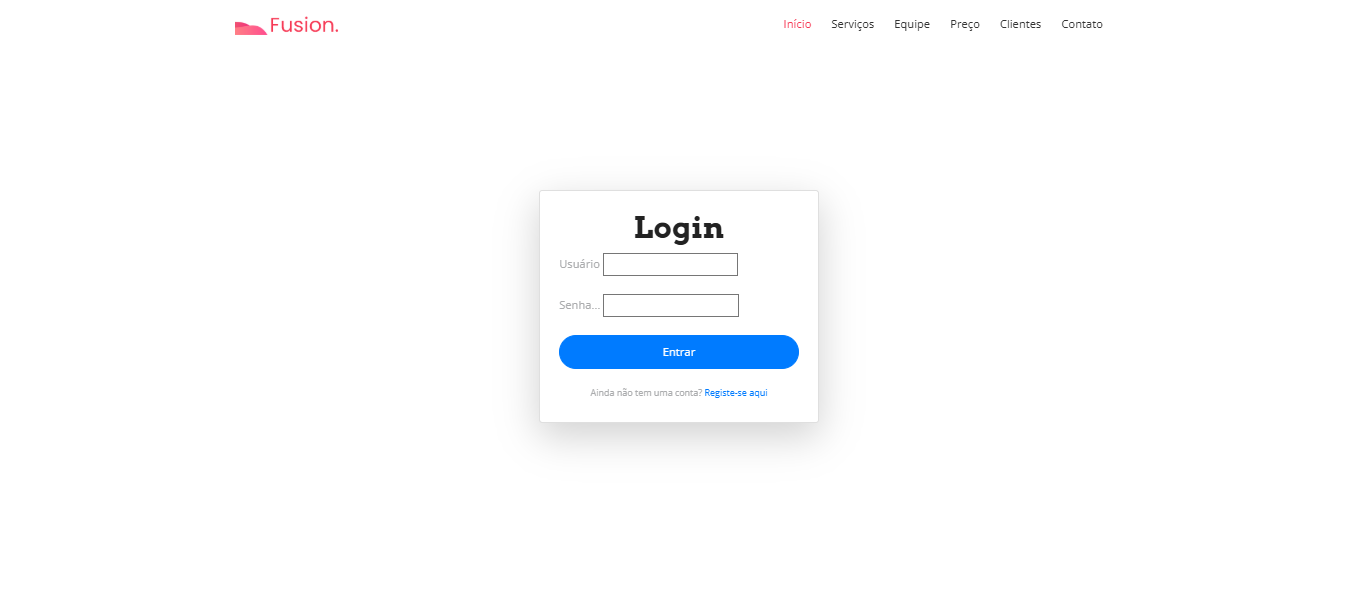 Fusion.
Início Serviços Equipe Preço Clientes Contato
Login
Usuário
Senha...
Entrar
Ainda não tem uma conta? Registe-se aqui